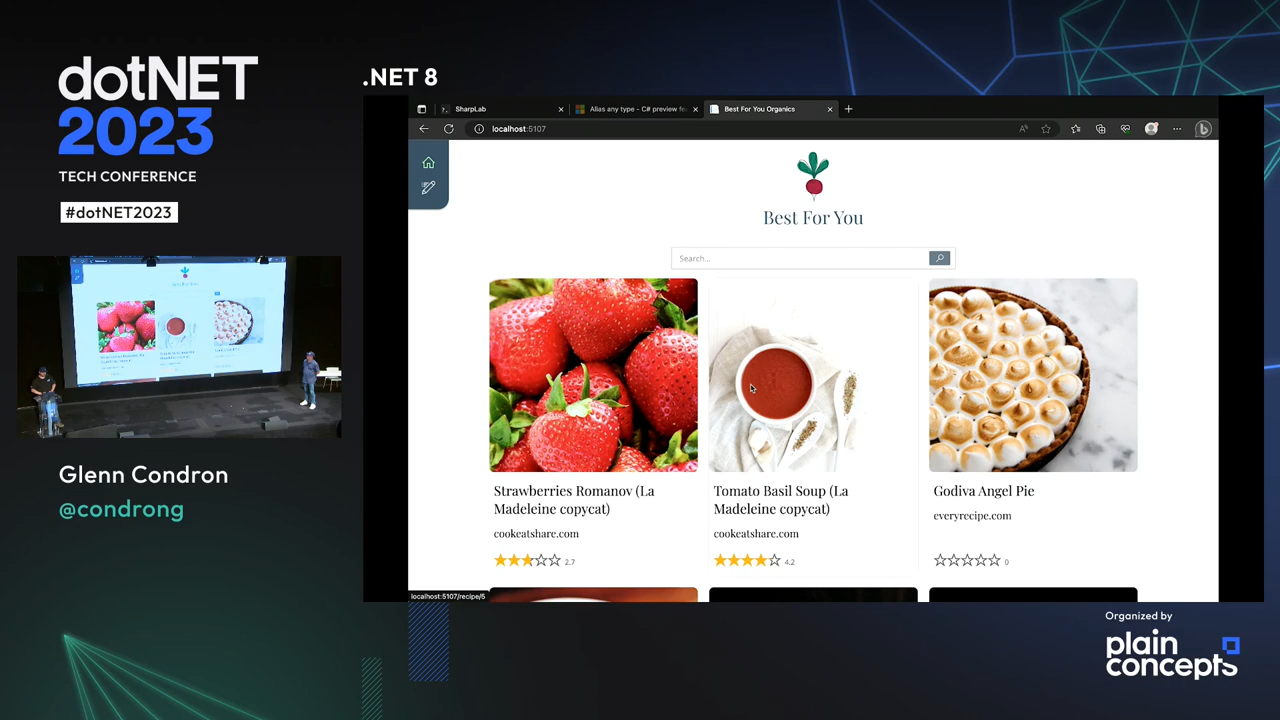 dotNET
2023
TECH CONFERENCE
#dotNET2023
Glenn Condron
@condrong
.NET 8
SharpLab
Alias any type - C# preview fe
Best For You Organics
localhost:5107
Best For You
Search...
Strawberries Romanov (La
Madeleine copycat)
cookeatshare.com
2.7
Tomato Basil Soup (La
Madeleine copycat)
cookeatshare.com
4.2
Godiva Angel Pie
everyrecipe.com
0
localhost:5107/recipe/5
Organized by
plain
concepts